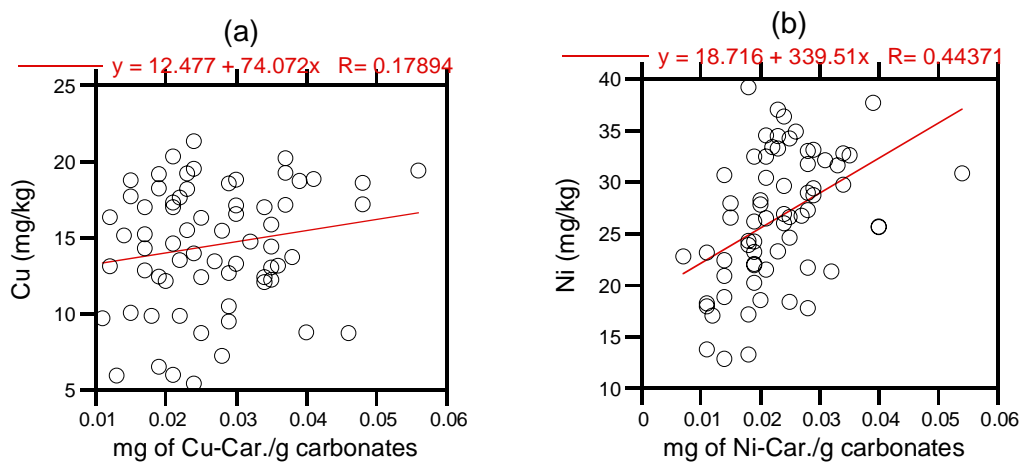 (a)
y = 12.477 + 74.072x R= 0.17894
25
20
15
10
5
Cu (mg/kg)
0.01 0.02 0.03 0.04 0.05 0.06
mg of Cu-Car./g carbonates
(b)
y = 18.716 + 339.51x R= 0.44371
40
35
30
25
20
15
10
Ni (mg/kg)
0 0.01 0.02 0.03 0.04 0.05 0.06
mg of Ni-Car./g carbonates